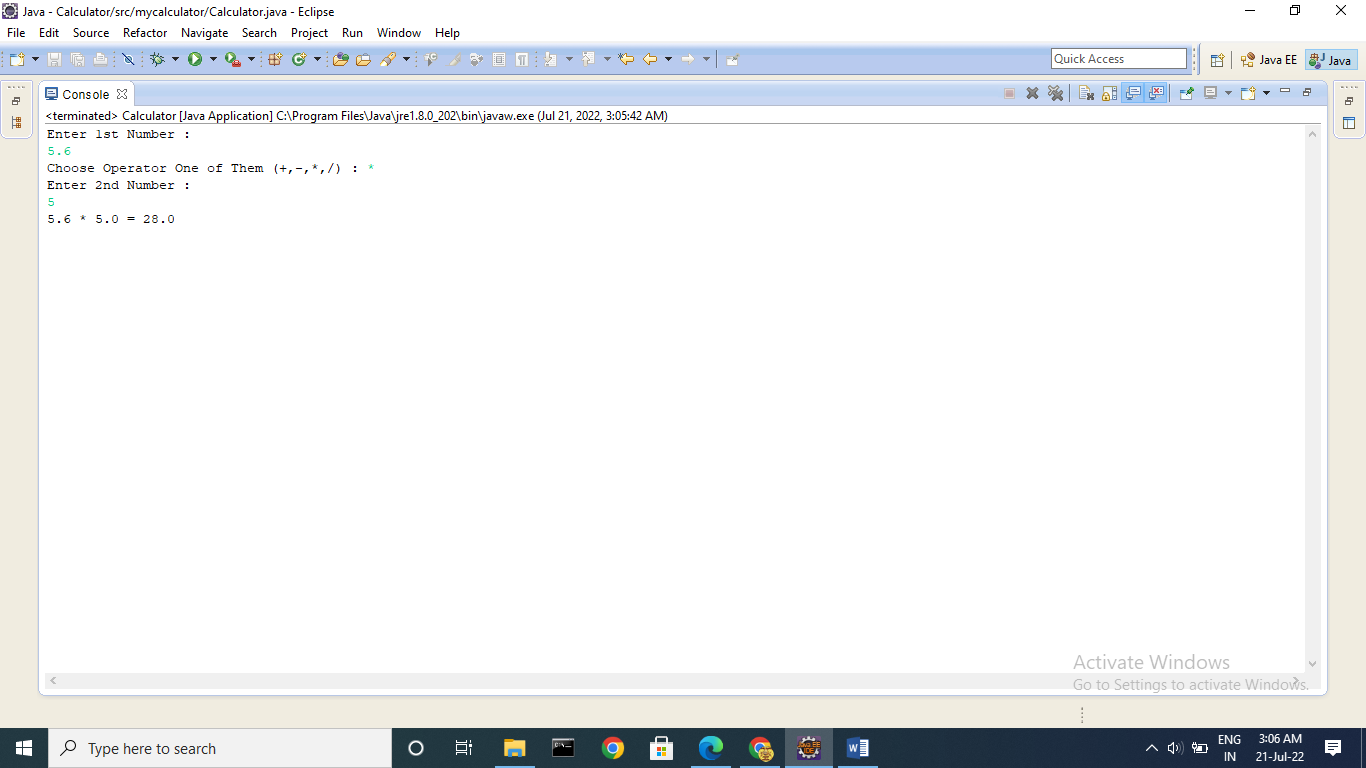 Java - Calculator/src/mycalculator/Calculator.java - Eclipse
File Edit Source Refactor Navigate Search Project Run Window Help
Quick Access Java EE Java
Console
<terminated> Calculator [Java Application] C:\Program Files\Java\jre1.8.0_202\bin\javaw.exe (Jul 21, 2022, 3:05:42 AM)
Enter 1st Number :
5.6
Choose Operator One of Them (+,-,*,/) : *
Enter 2nd Number :
5
5.6 * 5.0 = 28.0
Activate Windows
Go to Settings to activate Windows.
Type here to search
ENG 3:06 AM
IN 21-Jul-22